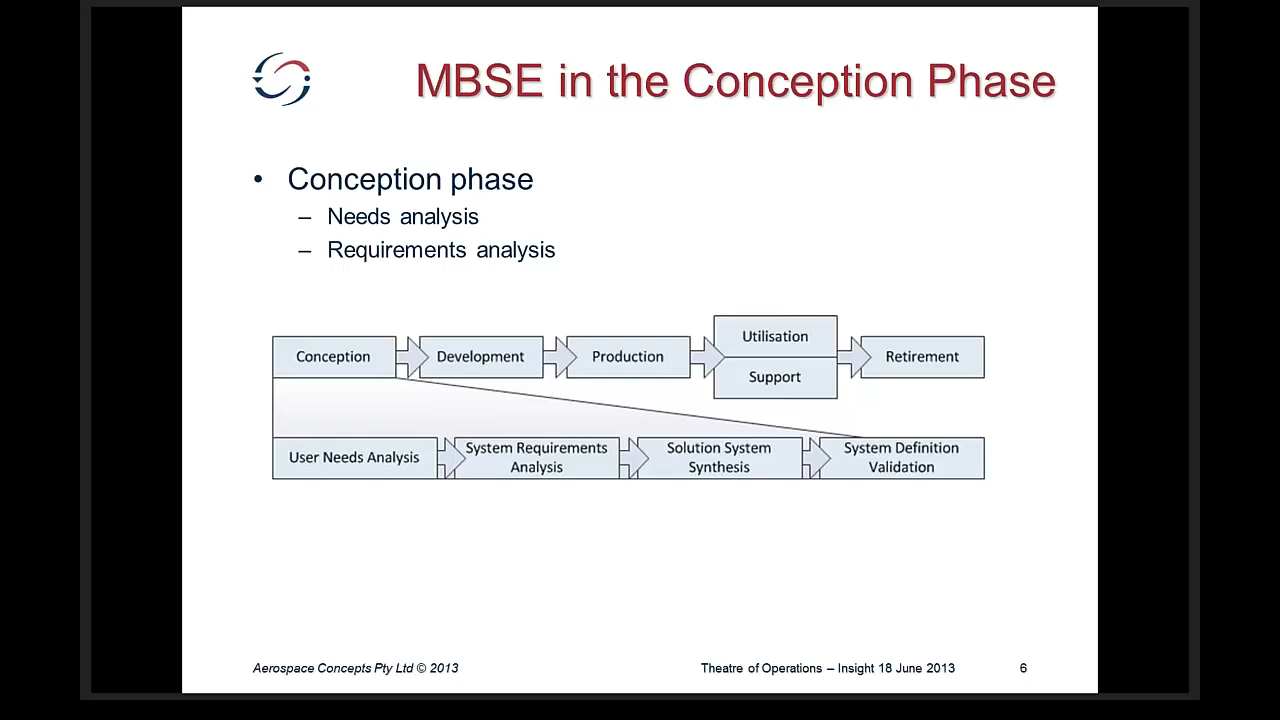 MBSE in the Conception Phase
• Conception phase
– Needs analysis
– Requirements analysis
Conception
Development
Production
Utilisation
Support
Retirement
User Needs Analysis
System Requirements
Analysis
Solution System
Synthesis
System Definition
Validation
Aerospace Concepts Pty Ltd © 2013
Theatre of Operations – Insight 18 June 2013
6